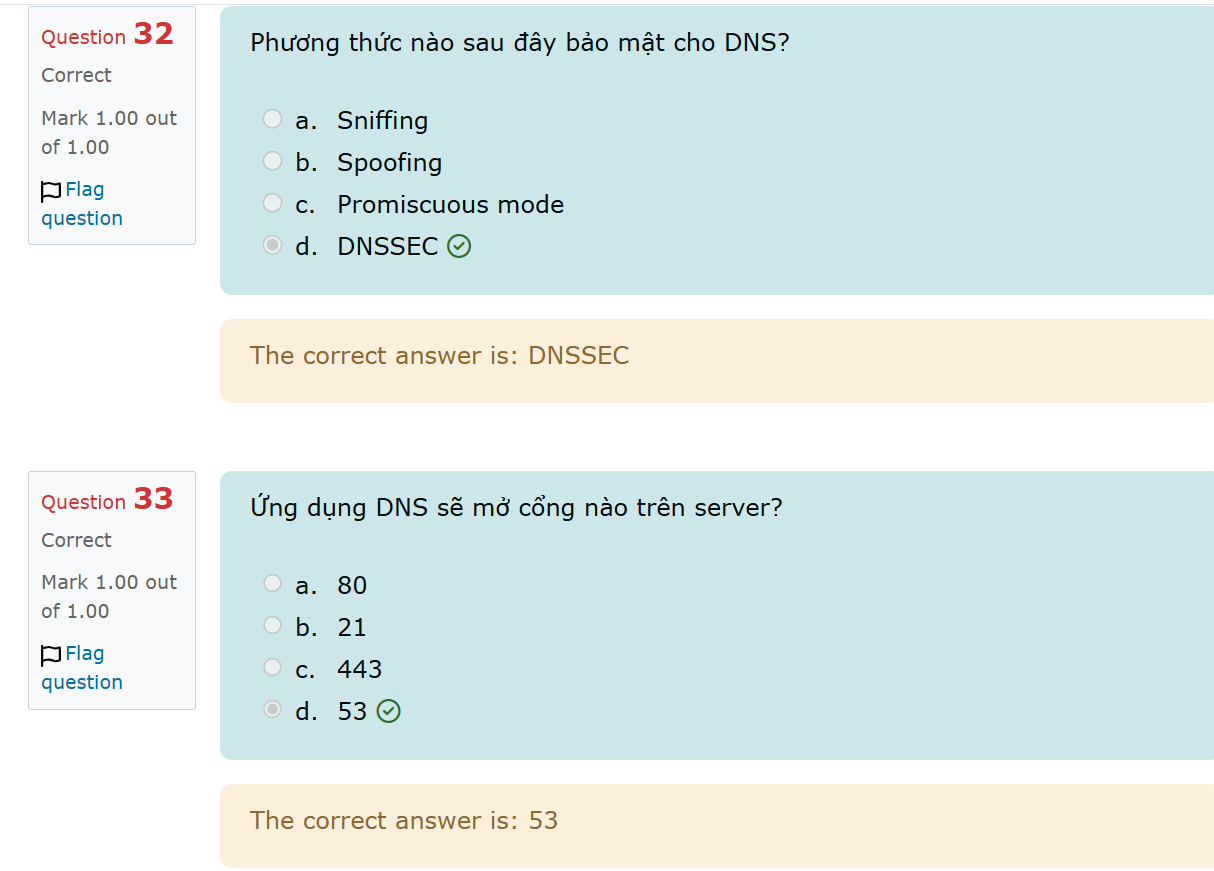 Question 32
Correct
Mark 1.00 out
of 1.00
Flag
question
Phương thức nào sau đây bảo mật cho DNS?
a. Sniffing
b. Spoofing
c. Promiscuous mode
d. DNSSEC
The correct answer is: DNSSEC
Question 33
Correct
Mark 1.00 out
of 1.00
Flag
question
Ứng dụng DNS sẽ mở cổng nào trên server?
a. 80
b. 21
c. 443
d. 53
The correct answer is: 53